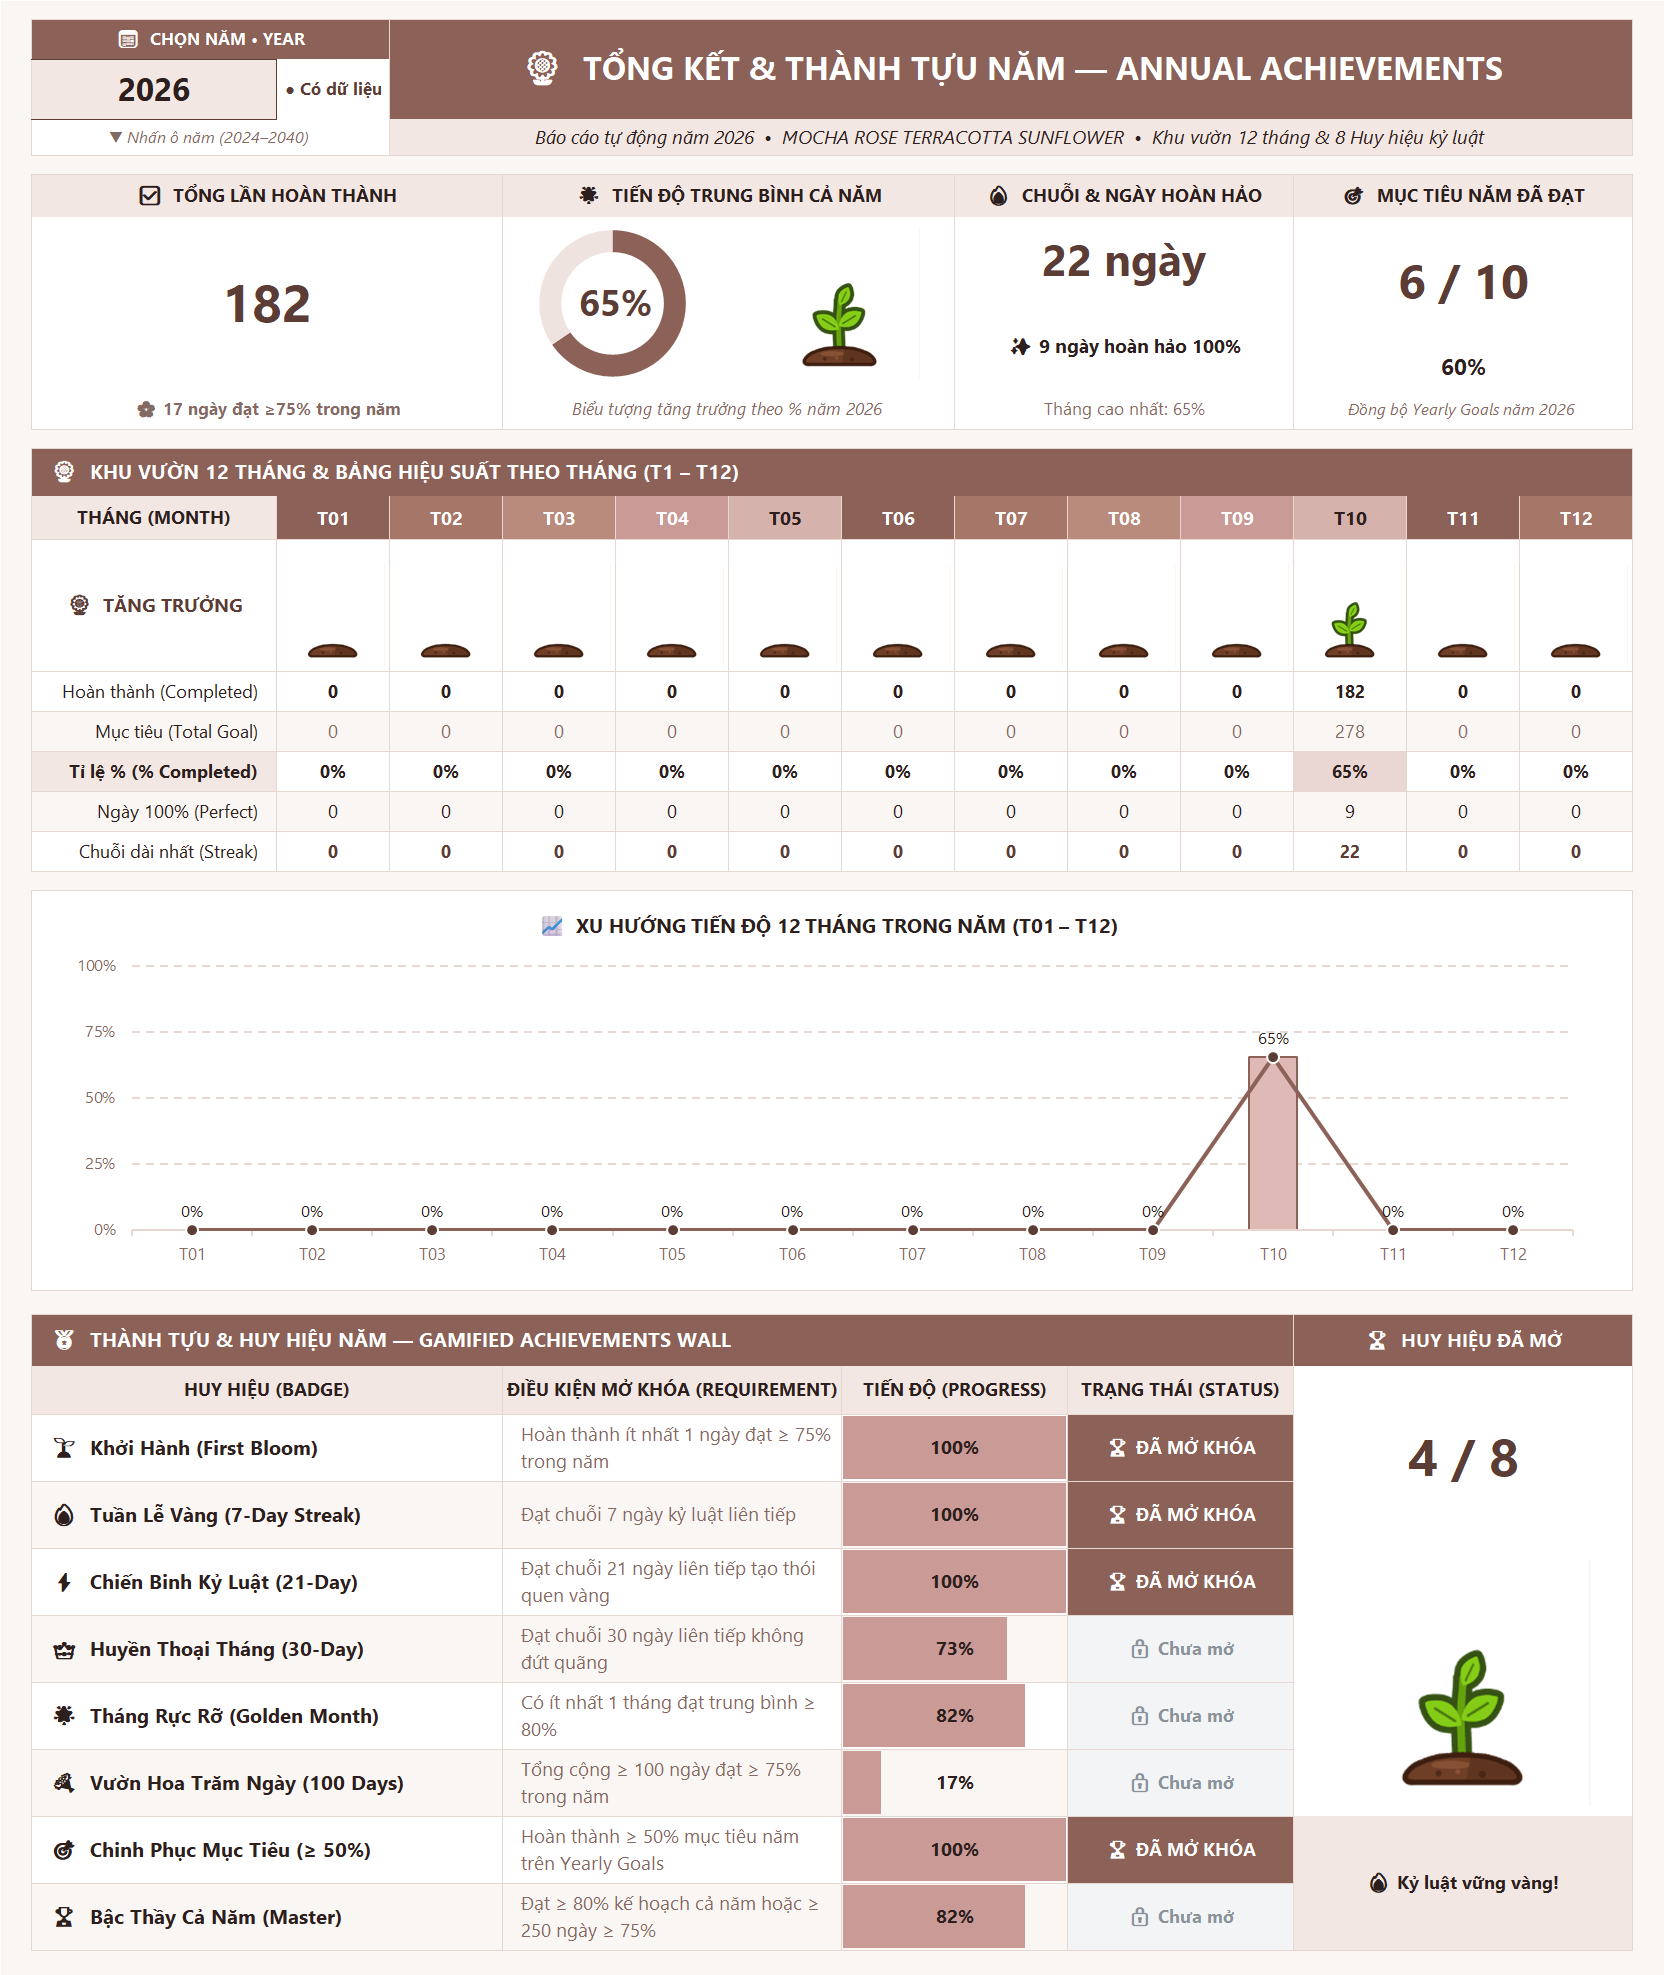 CHỌN NĂM • YEAR
2026
• Có dữ liệu
▼ Nhấn ô năm (2024–2040)
TỔNG KẾT & THÀNH TỰU NĂM — ANNUAL ACHIEVEMENTS
Báo cáo tự động năm 2026 • MOCHA ROSE TERRACOTTA SUNFLOWER • Khu vườn 12 tháng & 8 Huy hiệu kỷ luật
TỔNG LẦN HOÀN THÀNH
182
17 ngày đạt ≥75% trong năm
TIẾN ĐỘ TRUNG BÌNH CẢ NĂM
65%
Biểu tượng tăng trưởng theo % năm 2026
CHUỖI & NGÀY HOÀN HẢO
22 ngày
9 ngày hoàn hảo 100%
Tháng cao nhất: 65%
MỤC TIÊU NĂM ĐÃ ĐẠT
6 / 10
60%
Đồng bộ Yearly Goals năm 2026
KHU VƯỜN 12 THÁNG & BẢNG HIỆU SUẤT THEO THÁNG (T1 – T12)
THÁNG (MONTH) T01 T02 T03 T04 T05 T06 T07 T08 T09 T10 T11 T12
TĂNG TRƯỞNG
Hoàn thành (Completed) 0 0 0 0 0 0 0 0 0 182 0 0
Mục tiêu (Total Goal) 0 0 0 0 0 0 0 0 0 278 0 0
Tỉ lệ % (% Completed) 0% 0% 0% 0% 0% 0% 0% 0% 0% 65% 0% 0%
Ngày 100% (Perfect) 0 0 0 0 0 0 0 0 0 9 0 0
Chuỗi dài nhất (Streak) 0 0 0 0 0 0 0 0 0 22 0 0
XU HƯỚNG TIẾN ĐỘ 12 THÁNG TRONG NĂM (T01 – T12)
100%
75%
65%
50%
25%
0% 0% 0% 0% 0% 0% 0% 0% 0% 0% 0%
0%
T01 T02 T03 T04 T05 T06 T07 T08 T09 T10 T11 T12
THÀNH TỰU & HUY HIỆU NĂM — GAMIFIED ACHIEVEMENTS WALL
HUY HIỆU (BADGE) ĐIỀU KIỆN MỞ KHÓA (REQUIREMENT) TIẾN ĐỘ (PROGRESS) TRẠNG THÁI (STATUS)
Khởi Hành (First Bloom)
Hoàn thành ít nhất 1 ngày đạt ≥ 75%
trong năm
100%
ĐÃ MỞ KHÓA
Tuần Lễ Vàng (7-Day Streak)
Đạt chuỗi 7 ngày kỷ luật liên tiếp
100%
ĐÃ MỞ KHÓA
Chiến Binh Kỷ Luật (21-Day)
Đạt chuỗi 21 ngày liên tiếp tạo thói
quen vàng
100%
ĐÃ MỞ KHÓA
Huyền Thoại Tháng (30-Day)
Đạt chuỗi 30 ngày liên tiếp không
đứt quãng
73%
Chưa mở
Tháng Rực Rỡ (Golden Month)
Có ít nhất 1 tháng đạt trung bình ≥
80%
82%
Chưa mở
Vườn Hoa Trăm Ngày (100 Days)
Tổng cộng ≥ 100 ngày đạt ≥ 75%
trong năm
17%
Chưa mở
Chinh Phục Mục Tiêu (≥ 50%)
Hoàn thành ≥ 50% mục tiêu năm
trên Yearly Goals
100%
ĐÃ MỞ KHÓA
Bậc Thầy Cả Năm (Master)
Đạt ≥ 80% kế hoạch cả năm hoặc ≥
250 ngày ≥ 75%
82%
Chưa mở
HUY HIỆU ĐÃ MỞ
4 / 8
Kỷ luật vững vàng!